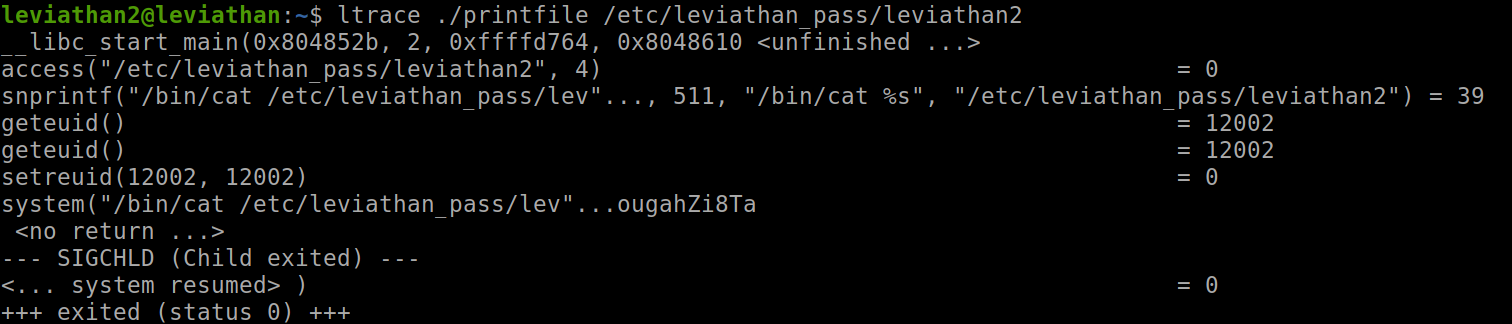 leviathan2@leviathan:~$ ltrace ./printfile /etc/leviathan_pass/leviathan2
__libc_start_main(0x804852b, 2, 0xffffd764, 0x8048610 <unfinished ...>
access("/etc/leviathan_pass/leviathan2", 4) = 0
snprintf("/bin/cat /etc/leviathan_pass/lev"..., 511, "/bin/cat %s", "/etc/leviathan_pass/leviathan2") = 39
geteuid() = 12002
geteuid() = 12002
setreuid(12002, 12002) = 0
system("/bin/cat /etc/leviathan_pass/lev"...ougahZi8Ta
 <no return ...>
--- SIGCHLD (Child exited) ---
<... system resumed> ) = 0
+++ exited (status 0) +++